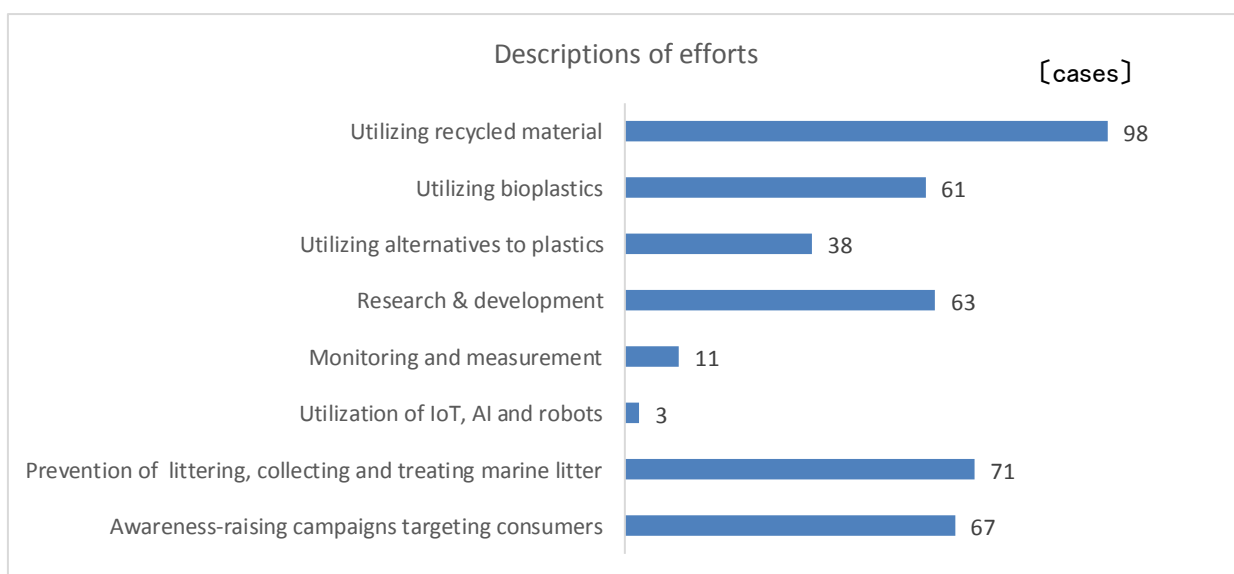 Descriptions of efforts
〔cases〕
Utilizing recycled material 98
Utilizing bioplastics 61
Utilizing alternatives to plastics 38
Research & development 63
Monitoring and measurement 11
Utilization of IoT, AI and robots 3
Prevention of littering, collecting and treating marine litter 71
Awareness-raising campaigns targeting consumers 67